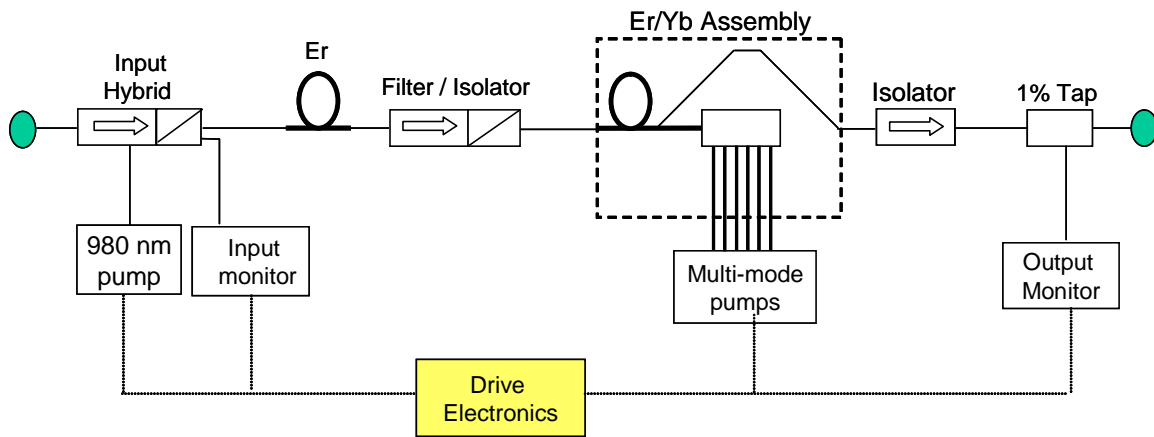 Er/Yb Assembly
Input
Hybrid
Er
Filter / Isolator
Isolator
1% Tap
980 nm
pump
Input
monitor
Multi-mode
pumps
Output
Monitor
Drive
Electronics